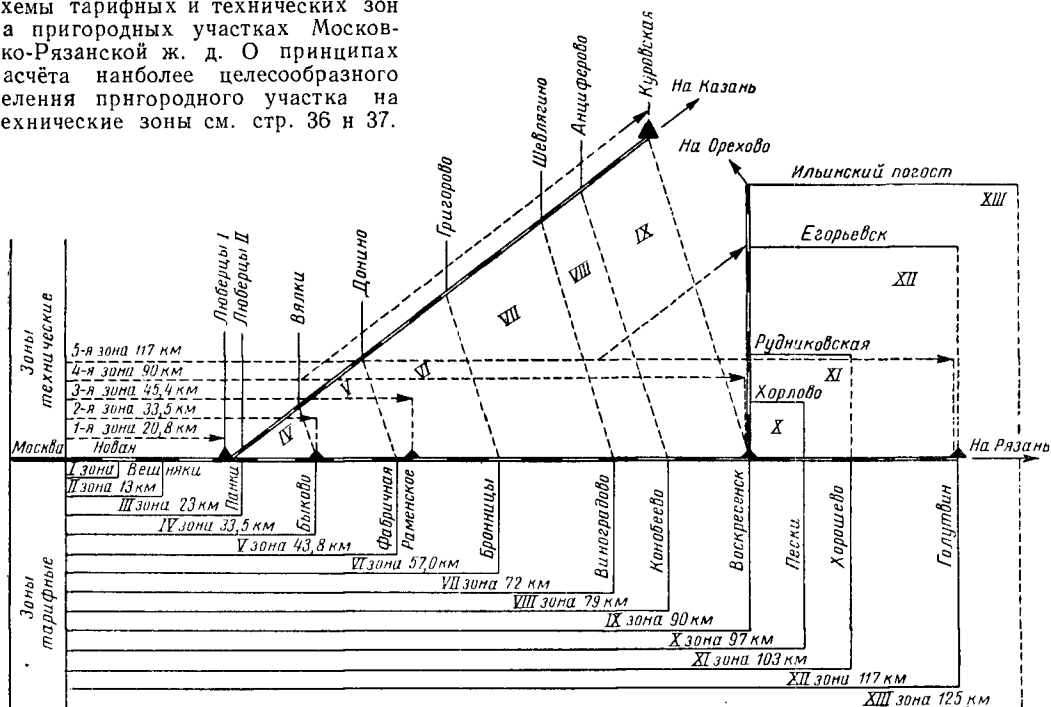 хемы тарифных и технических зон
а пригородных участках Москов-
ко-Рязанской ж. д. О принципах
асчёта наиболее целесообразного
еления пригородного участка на
ехнические зоны см. стр. 36 и 37.
Куровская
На Казань
Анциферово
Шевлягино
На Орехово
Ильинский погост
XIII
Григорово
IX
Егорьевск
Люберцы I
Люберцы II
Вялки
Донино
VIII
XII
VII
Зоны
технические
5-я зона 117 км
4-я зона 90 км
3-я зона 45,4 км
2-я зона 33,5 км
1-я зона 20,8 км
VI
V
IV
Рудниковская
XI
Хорлово
X
Москва
Новая
На Рязань
I зона
Вешняки
II зона 13 км
III зона 23 км
IV зона 33,5 км
V зона 43,8 км
VI зона 57,0 км
VII зона 72 км
VIII зона 79 км
IX зона 90 км
X зона 97 км
XI зона 103 км
XII зона 117 км
XIII зона 125 км
Панки
Быково
Фабричная
Раменское
Бронницы
Виноградово
Конобеево
Воскресенск
Пески
Хорошево
Голутвин
Зоны
тарифные